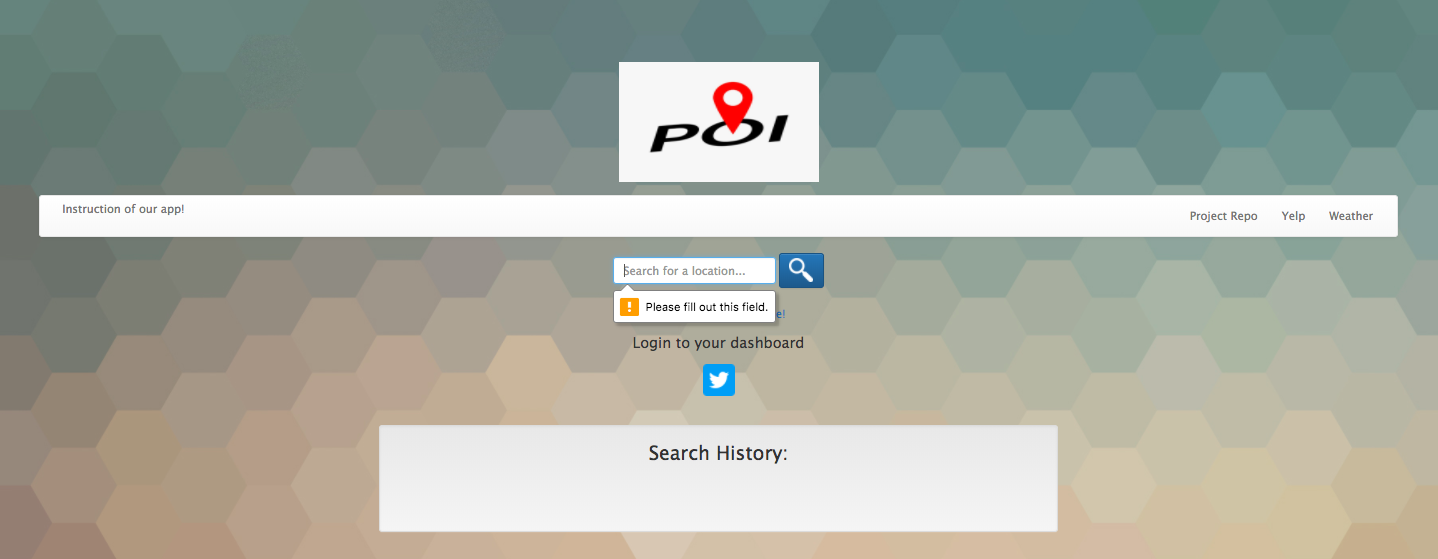 POI
Instruction of our app!
Project Repo Yelp Weather
Search for a location...
Please fill out this field.
e!
Login to your dashboard
Search History: